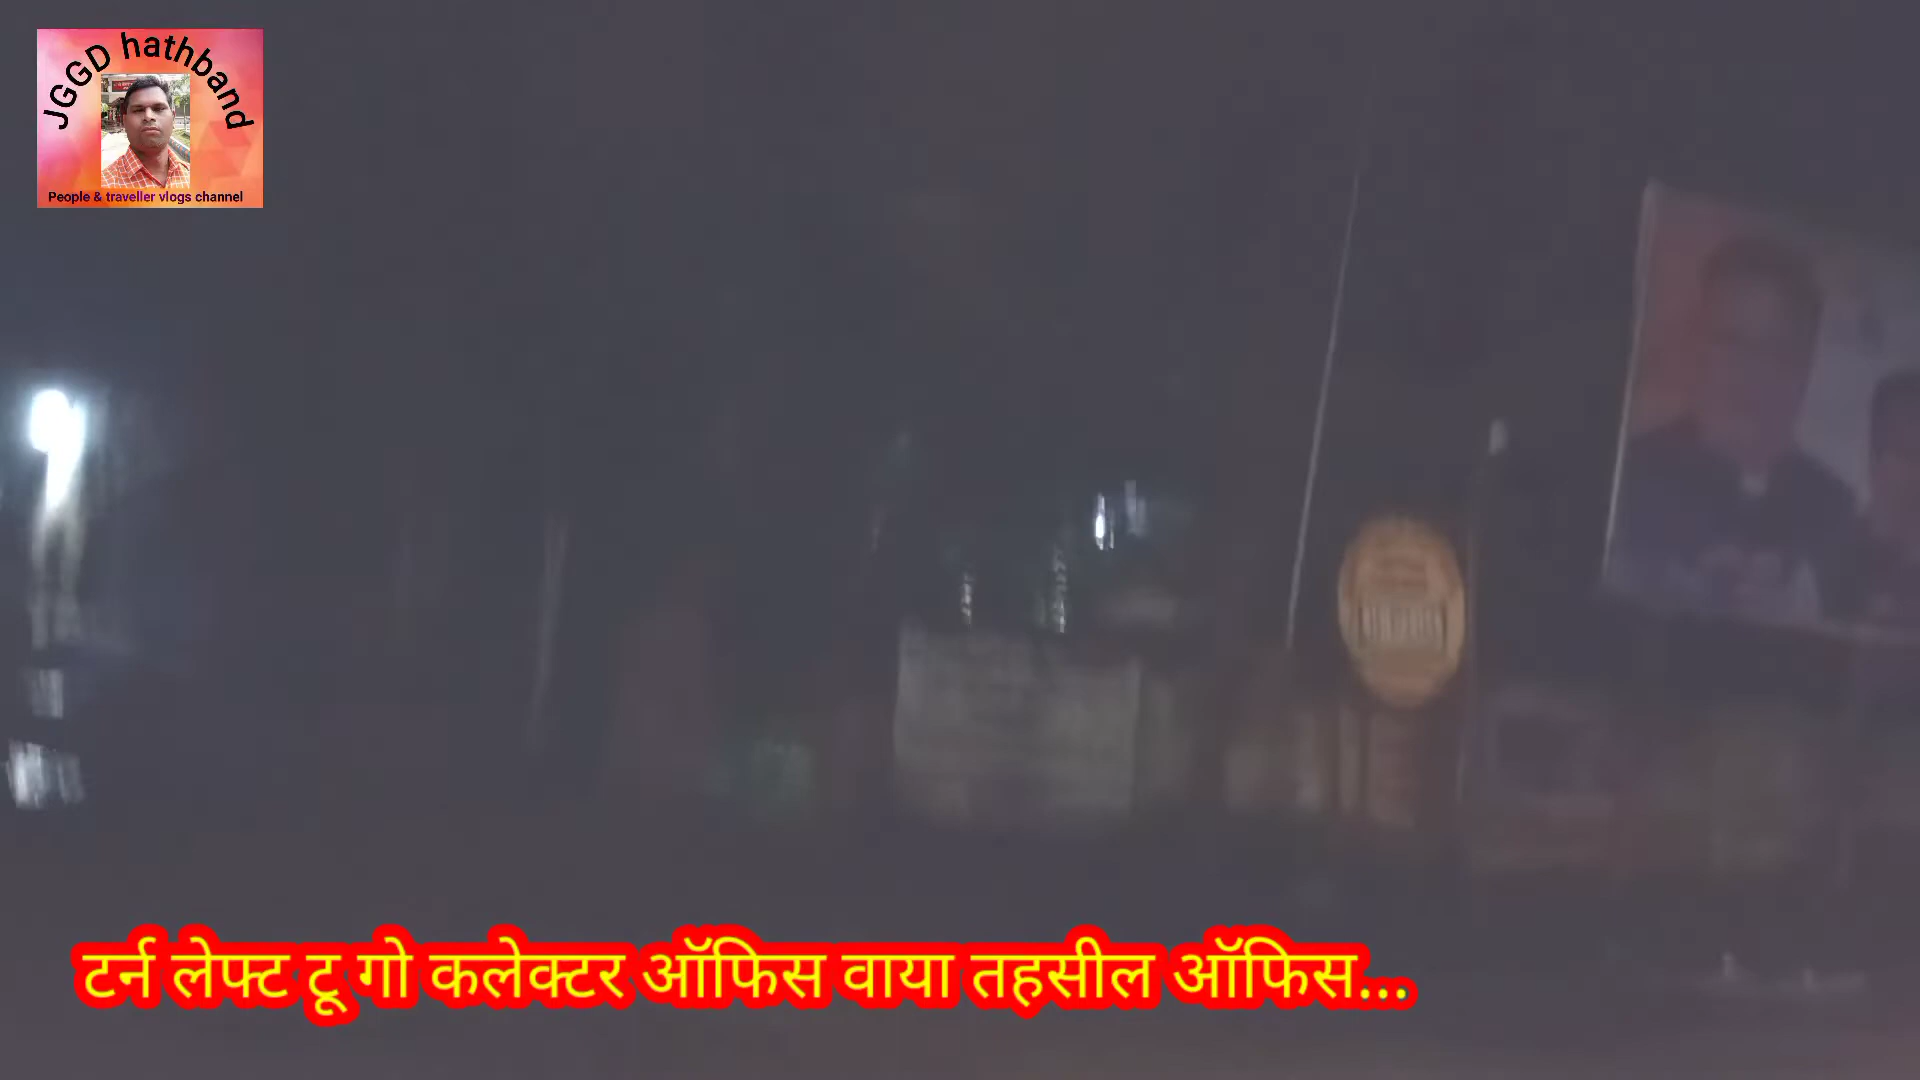 JGGD hathband
People & traveller vlogs channel
टर्न लेफ्ट टू गो कलेक्टर ऑफिस वाया तहसील ऑफिस...